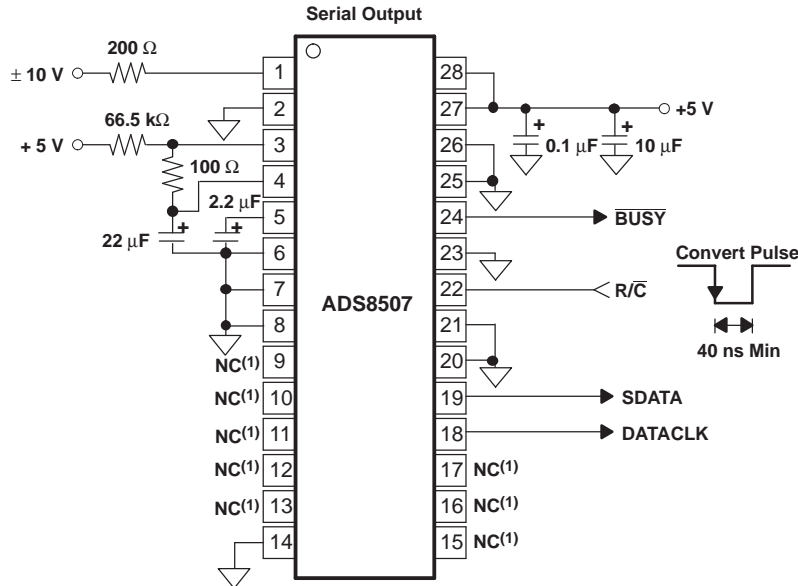 Serial Output
200 Ω
± 10 V
1
28
2
27
+5 V
66.5 kΩ
+ 5 V
3
26
0.1 μF
10 μF
100 Ω
4
25
2.2 μF
5
24
BUSY
22 μF
6
23
Convert Pulse
7
22
R/C
ADS8507
8
21
40 ns Min
NC(1)
9
20
NC(1)
10
19
SDATA
NC(1)
11
18
DATACLK
NC(1)
12
17
NC(1)
NC(1)
13
16
NC(1)
14
15
NC(1)
+
+
+
+